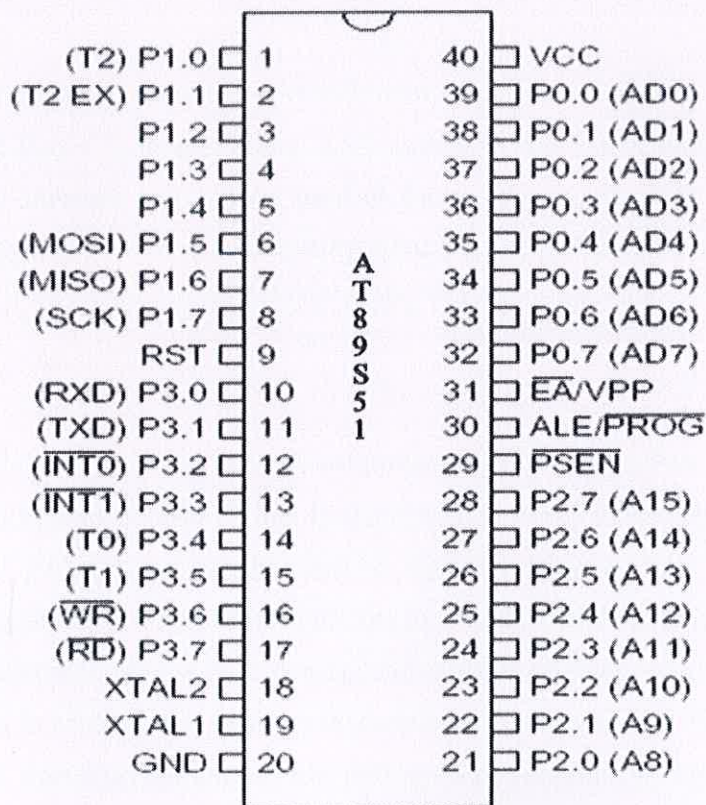 (T2) P1.0 1 40 VCC
(T2 EX) P1.1 2 39 P0.0 (AD0)
P1.2 3 38 P0.1 (AD1)
P1.3 4 37 P0.2 (AD2)
P1.4 5 36 P0.3 (AD3)
(MOSI) P1.5 6 35 P0.4 (AD4)
(MISO) P1.6 7 34 P0.5 (AD5)
(SCK) P1.7 8 33 P0.6 (AD6)
RST 9 32 P0.7 (AD7)
(RXD) P3.0 10 31 E̅A̅/VPP
(TXD) P3.1 11 30 ALE/P̅R̅O̅G̅
(I̅N̅T̅0̅) P3.2 12 29 P̅S̅E̅N̅
(I̅N̅T̅1̅) P3.3 13 28 P2.7 (A15)
(T0) P3.4 14 27 P2.6 (A14)
(T1) P3.5 15 26 P2.5 (A13)
(W̅R̅) P3.6 16 25 P2.4 (A12)
(R̅D̅) P3.7 17 24 P2.3 (A11)
XTAL2 18 23 P2.2 (A10)
XTAL1 19 22 P2.1 (A9)
GND 20 21 P2.0 (A8)
AT89S51